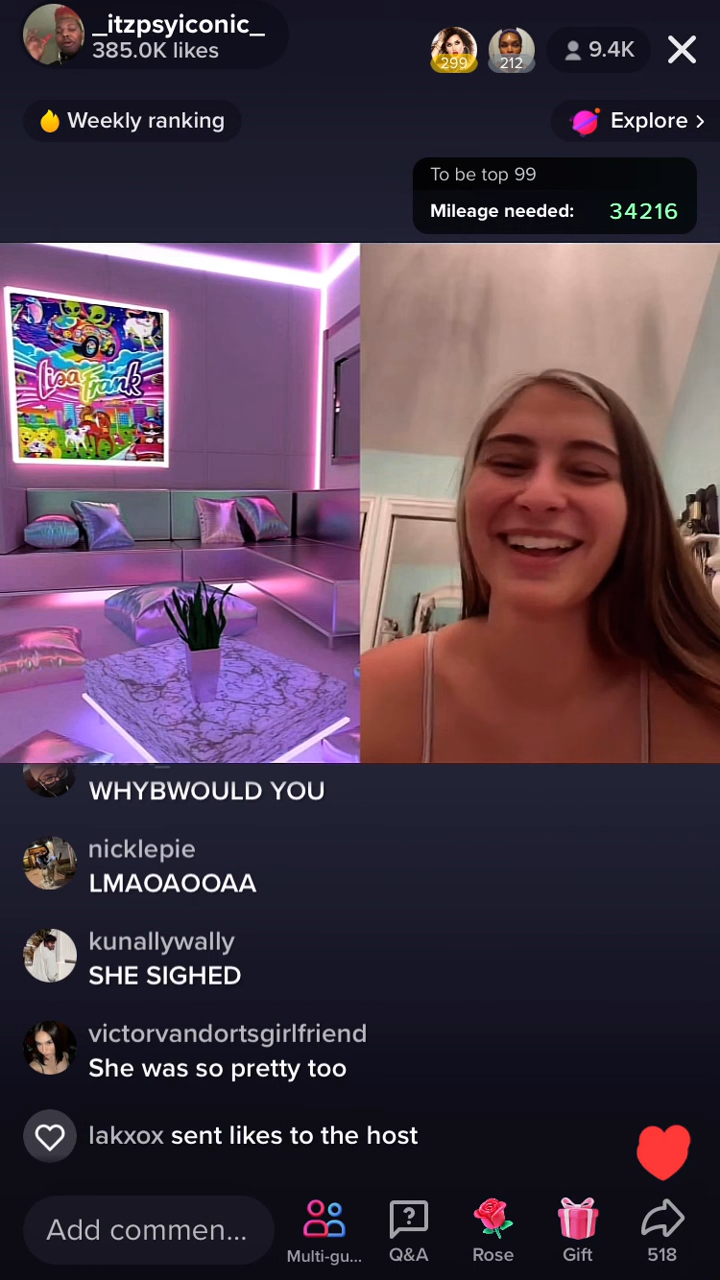 _itzpsyiconic_
385.0K likes
299
212
9.4K
Weekly ranking
Explore >
To be top 99
Mileage needed: 34216
Lisa Frank
WHYBWOULD YOU
nicklepie
LMAOAOOAA
kunallywally
SHE SIGHED
victorvandortsgirlfriend
She was so pretty too
lakxox sent likes to the host
Add commen...
Multi-gu...
Q&A
Rose
Gift
518